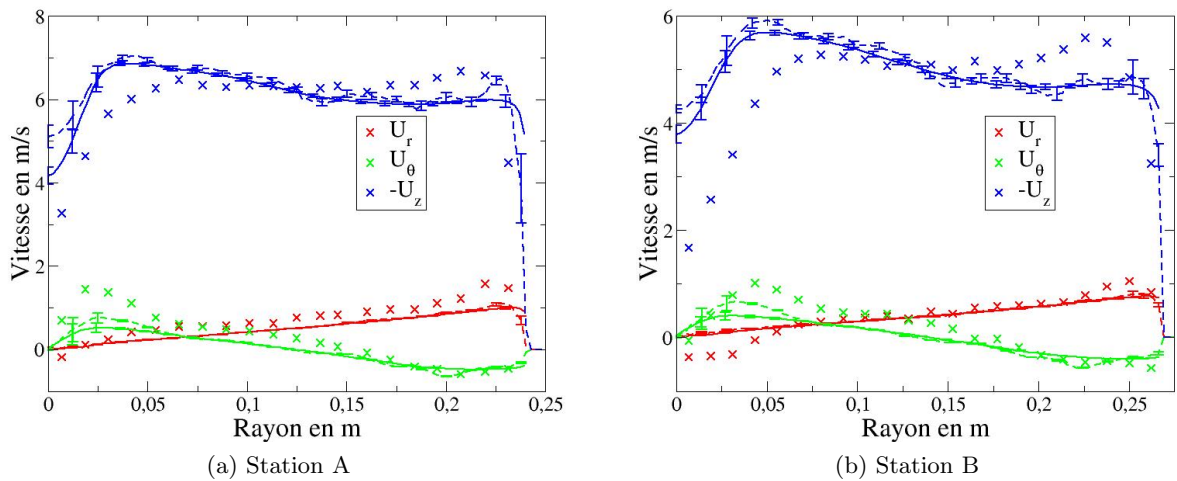 8
6
4
2
0
Vitesse en m/s
U_r
U_θ
-U_z
0
0,05
0,1
0,15
0,2
0,25
Rayon en m
(a) Station A
6
4
2
0
Vitesse en m/s
U_r
U_θ
-U_z
0
0,05
0,1
0,15
0,2
0,25
Rayon en m
(b) Station B